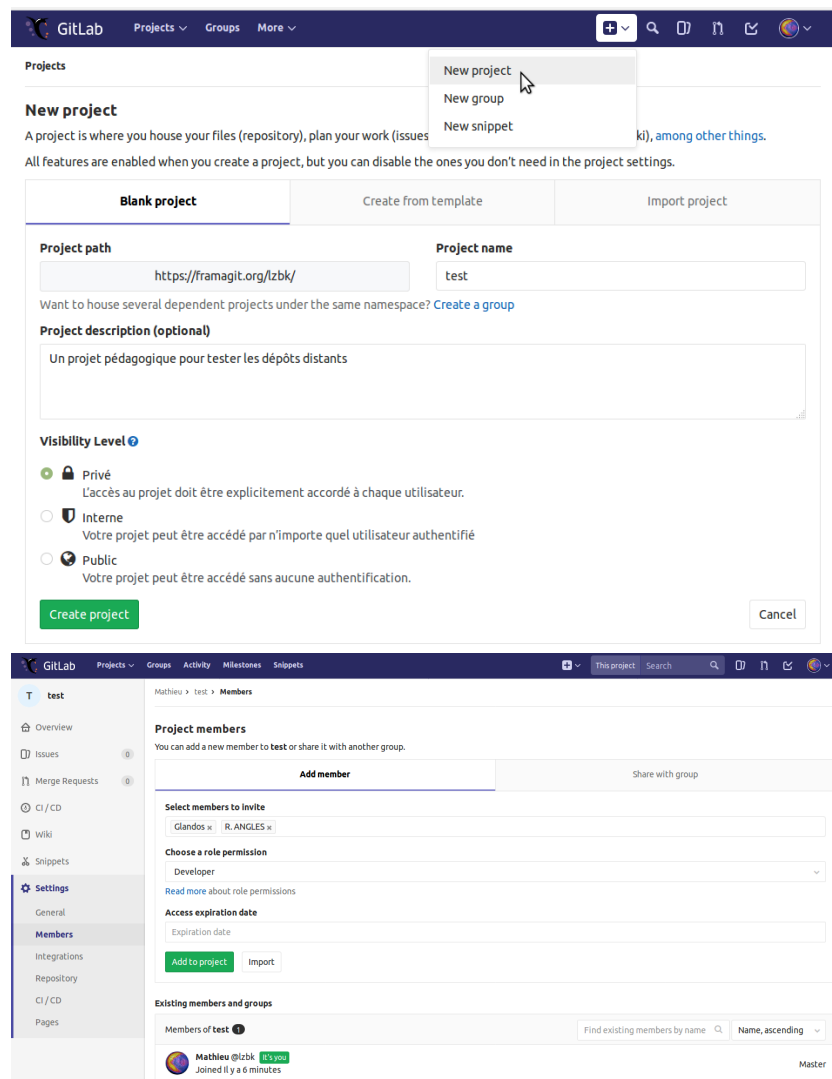 GitLab Projects Groups More
Projects
New project
New group
New snippet
New project
A project is where you house your files (repository), plan your work (issues ki), among other things.
All features are enabled when you create a project, but you can disable the ones you don't need in the project settings.
Blank project Create from template Import project
Project path Project name
https://framagit.org/lzbk/ test
Want to house several dependent projects under the same namespace? Create a group
Project description (optional)
Un projet pédagogique pour tester les dépôts distants
Visibility Level
Privé
L'accès au projet doit être explicitement accordé à chaque utilisateur.
Interne
Votre projet peut être accédé par n'importe quel utilisateur authentifié
Public
Votre projet peut être accédé sans aucune authentification.
Create project Cancel
GitLab Projects Groups Activity Milestones Snippets This project Search
T test
Overview
Issues 0
Merge Requests 0
CI / CD
Wiki
Snippets
Settings
General
Members
Integrations
Repository
CI / CD
Pages
Mathieu > test > Members
Project members
You can add a new member to test or share it with another group.
Add member Share with group
Select members to invite
Glandos × R. ANGLES ×
Choose a role permission
Developer
Read more about role permissions
Access expiration date
Expiration date
Add to project Import
Existing members and groups
Members of test 1 Find existing members by name Name, ascending
Mathieu @lzbk It's you
Joined Il y a 6 minutes Master